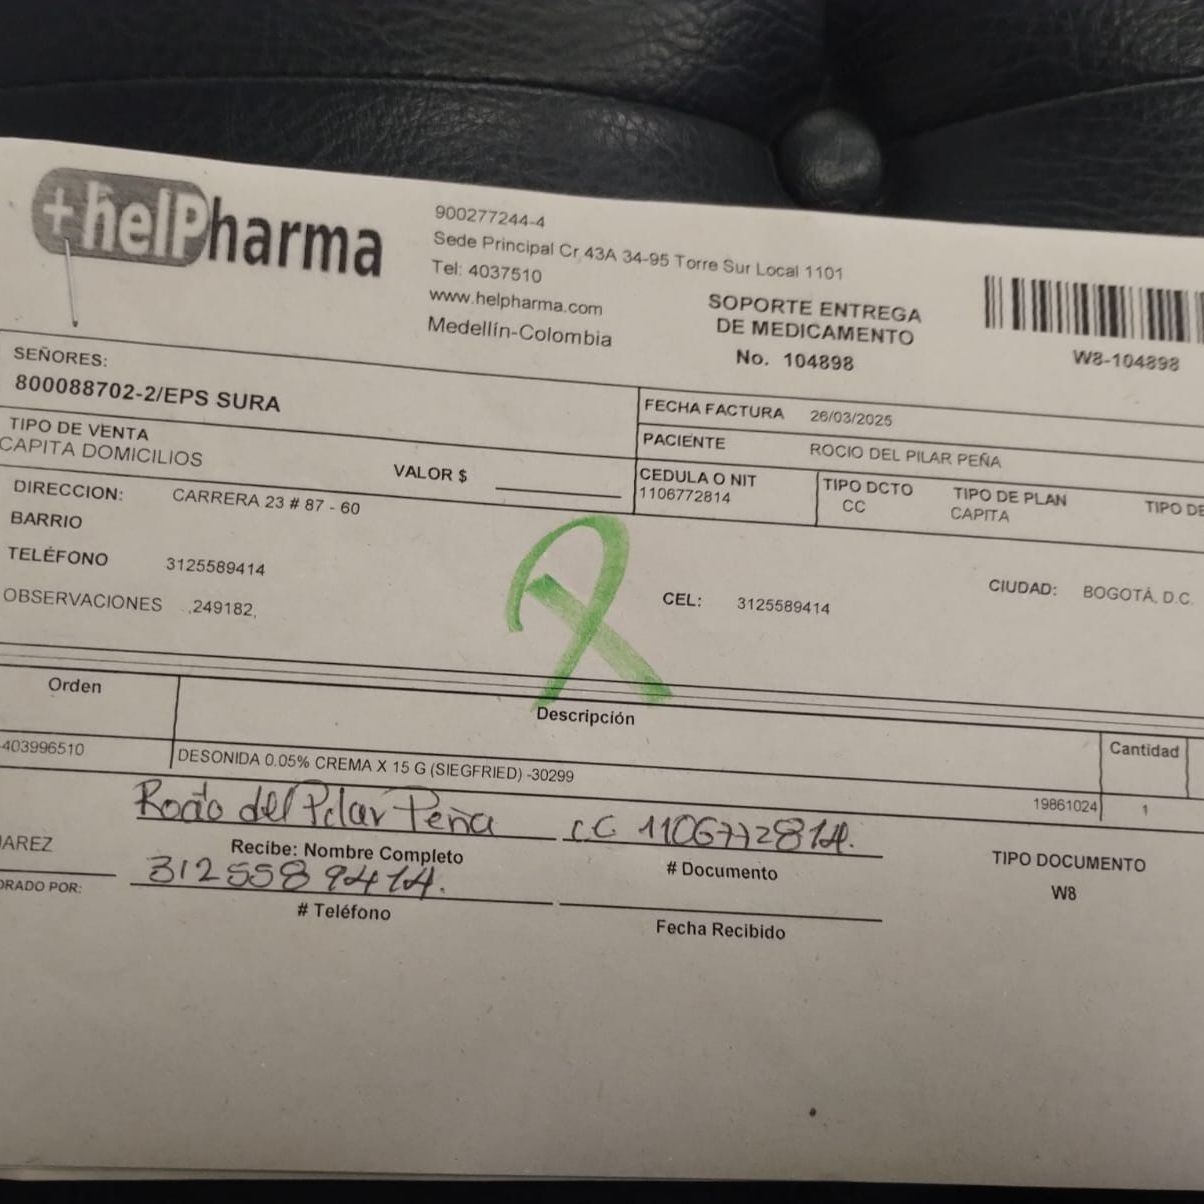 +helPharma
900277244-4
Sede Principal Cr 43A 34-95 Torre Sur Local 1101
Tel: 4037510
www.helpharma.com
Medellín-Colombia
SOPORTE ENTREGA
DE MEDICAMENTO
No. 104898
W8-104898
SEÑORES:
800088702-2/EPS SURA
FECHA FACTURA 26/03/2025
TIPO DE VENTA
CAPITA DOMICILIOS
VALOR $
PACIENTE ROCIO DEL PILAR PEÑA
CEDULA O NIT
1106772814
TIPO DCTO
CC
TIPO DE PLAN
CAPITA
TIPO DE
DIRECCION: CARRERA 23 # 87 - 60
BARRIO
TELÉFONO 3125589414
CEL: 3125589414
CIUDAD: BOGOTÁ, D.C.
OBSERVACIONES ,249182,
Orden Descripción Cantidad
-403996510 DESONIDA 0.05% CREMA X 15 G (SIEGFRIED) -30299 19861024 1
Rocío del Pilar Peña CC 1106772814.
AREZ Recibe: Nombre Completo # Documento TIPO DOCUMENTO
3125589414. W8
ORADO POR: # Teléfono Fecha Recibido